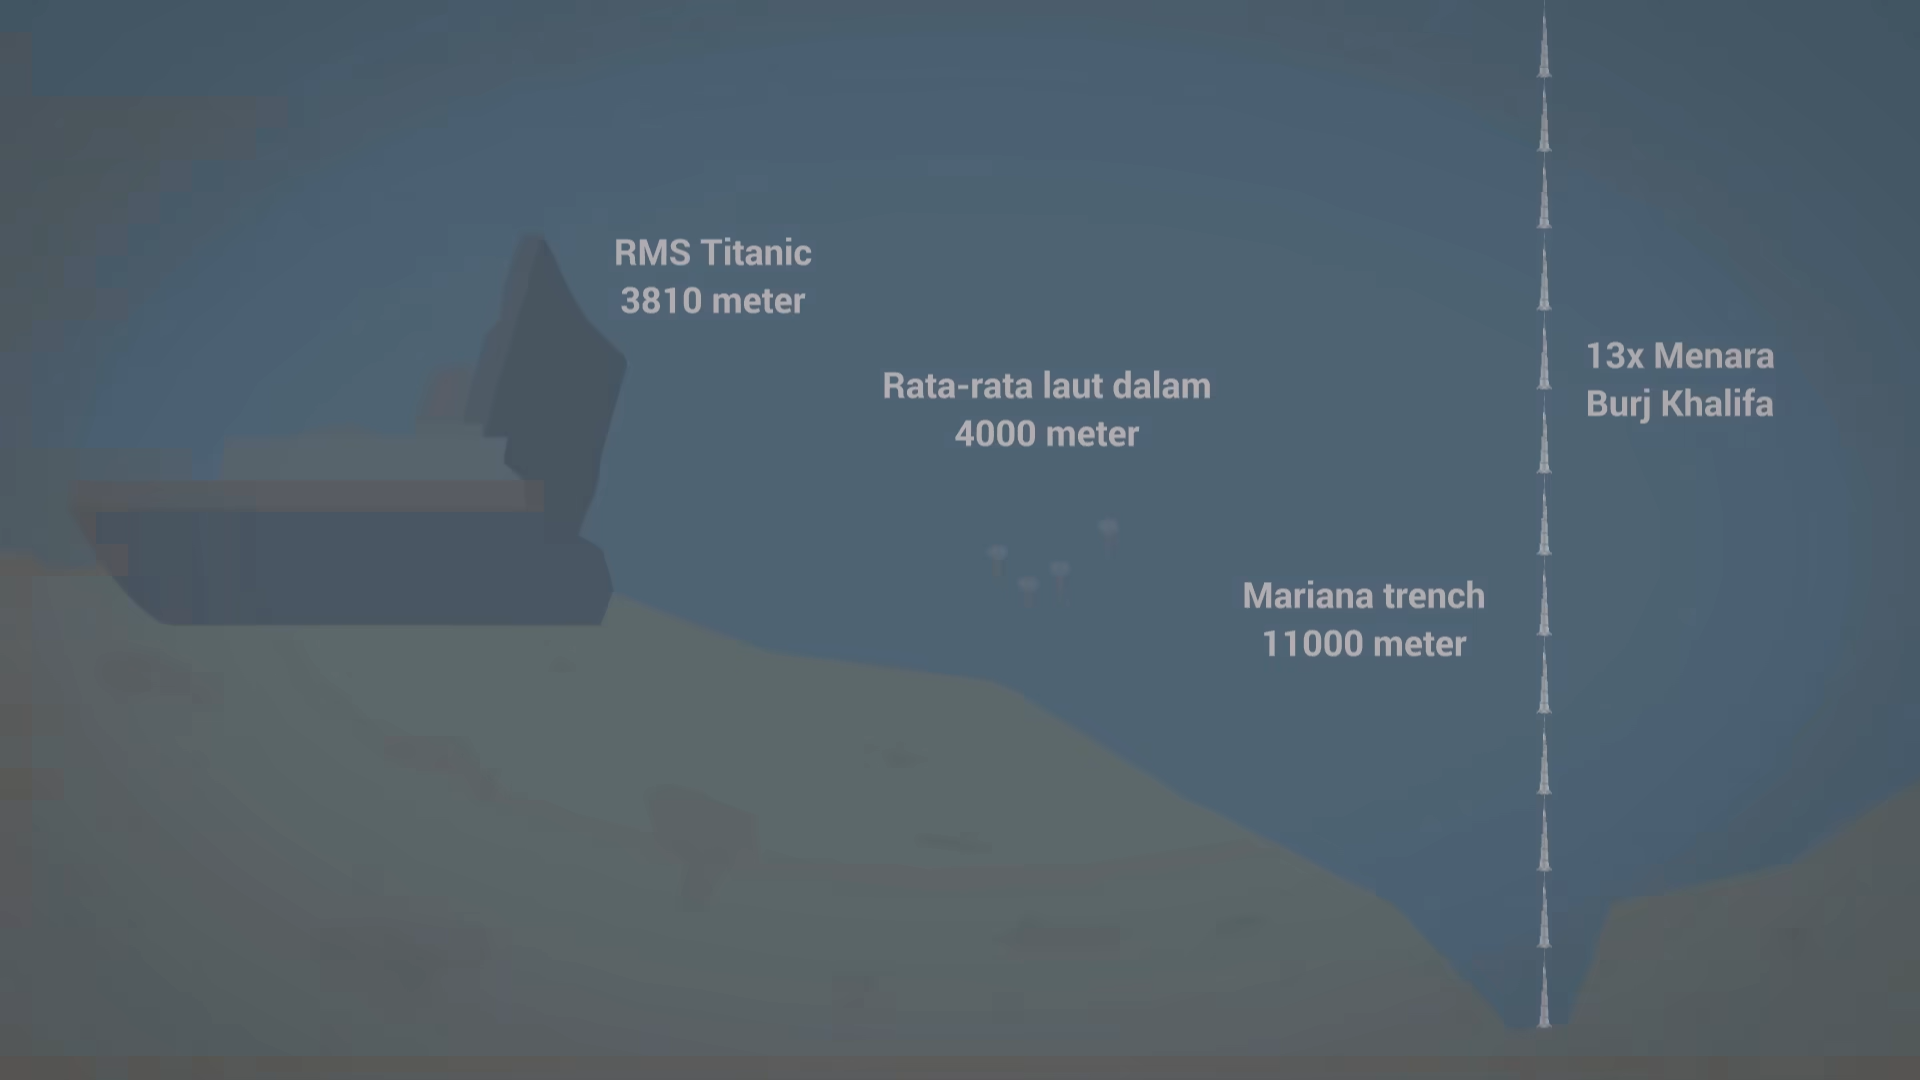 RMS Titanic
3810 meter
Rata-rata laut dalam
4000 meter
13x Menara
Burj Khalifa
Mariana trench
11000 meter